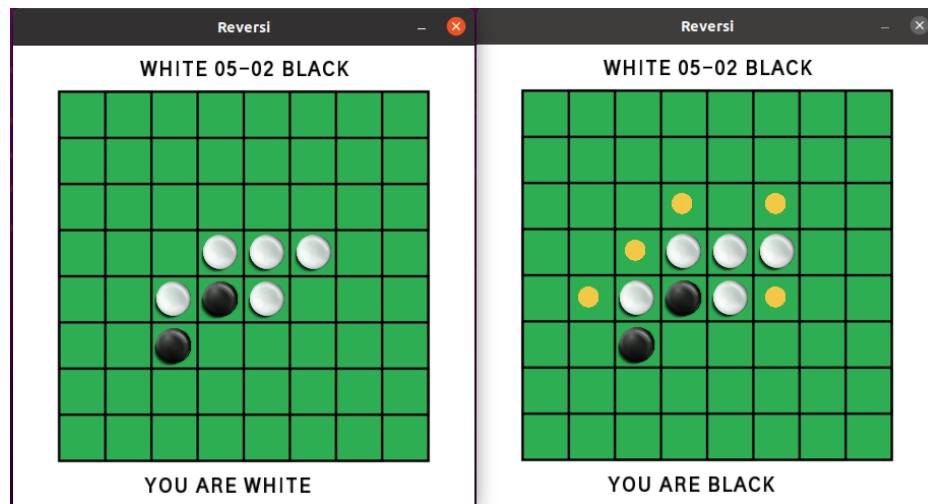 Reversi
WHITE 05-02 BLACK
YOU ARE WHITE
Reversi
WHITE 05-02 BLACK
YOU ARE BLACK